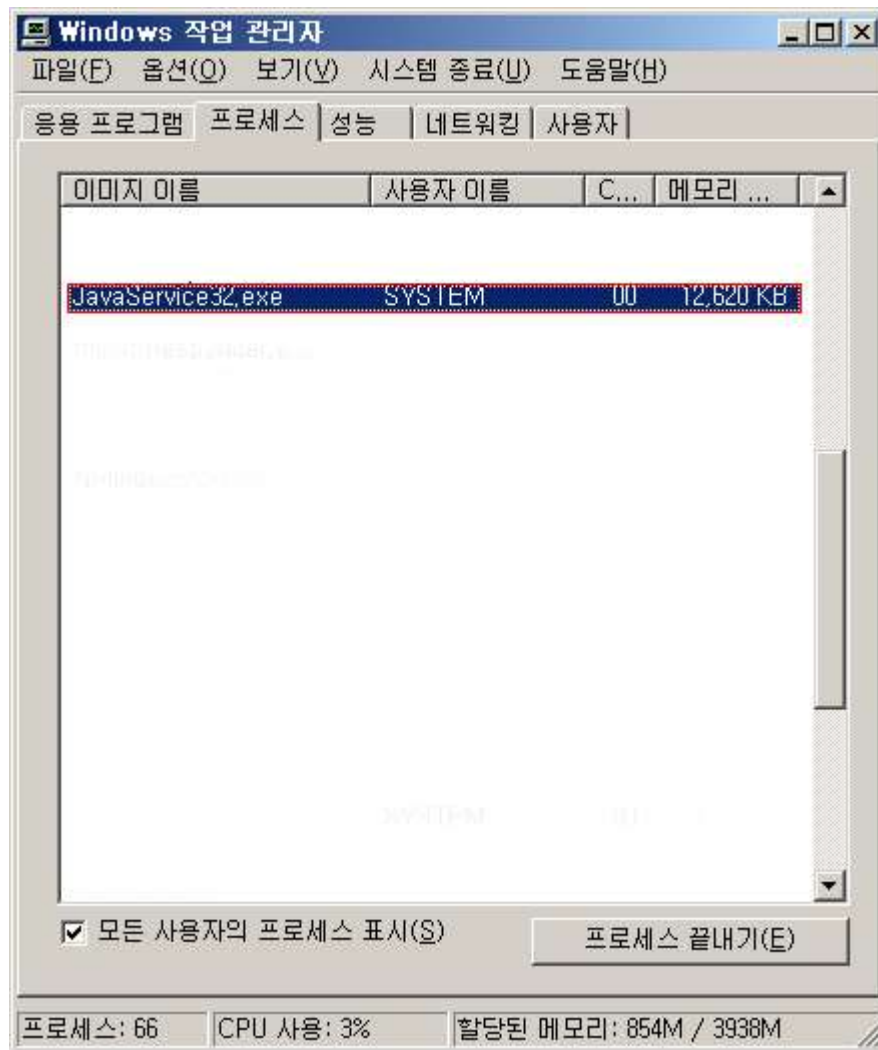 Windows 작업 관리자
파일(F) 옵션(O) 보기(V) 시스템 종료(U) 도움말(H)
응용 프로그램 프로세스 성능 네트워킹 사용자
이미지 이름 사용자 이름 C... 메모리 ...
JavaService32.exe SYSTEM 00 12,620 KB
SYSTEM
모든 사용자의 프로세스 표시(S) 프로세스 끝내기(E)
프로세스: 66 CPU 사용: 3% 할당된 메모리: 854M / 3938M